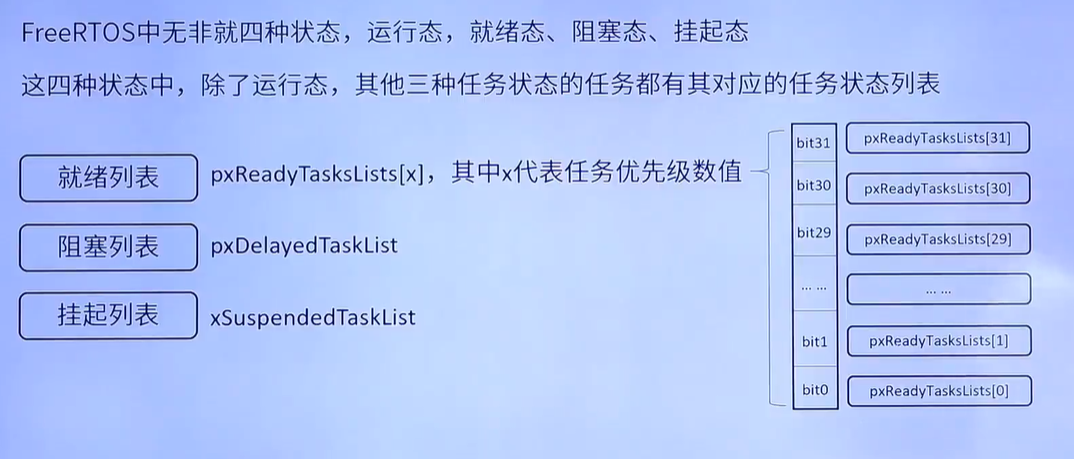 FreeRTOS中无非就四种状态，运行态，就绪态、阻塞态、挂起态
这四种状态中，除了运行态，其他三种任务状态的任务都有其对应的任务状态列表
就绪列表 pxReadyTasksLists[x]，其中x代表任务优先级数值
阻塞列表 pxDelayedTaskList
挂起列表 xSuspendedTaskList
bit31 pxReadyTasksLists[31]
bit30 pxReadyTasksLists[30]
bit29 pxReadyTasksLists[29]
... ... ... ...
bit1 pxReadyTasksLists[1]
bit0 pxReadyTasksLists[0]